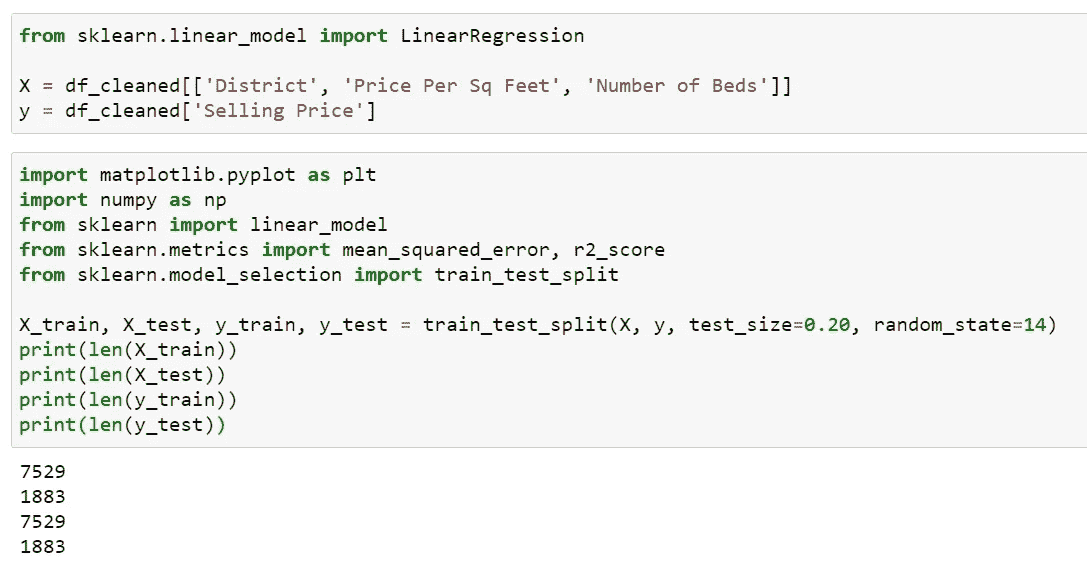 from sklearn.linear_model import LinearRegression
X = df_cleaned[['District', 'Price Per Sq Feet', 'Number of Beds']]
y = df_cleaned['Selling Price']
import matplotlib.pyplot as plt
import numpy as np
from sklearn import linear_model
from sklearn.metrics import mean_squared_error, r2_score
from sklearn.model_selection import train_test_split
X_train, X_test, y_train, y_test = train_test_split(X, y, test_size=0.20, random_state=14)
print(len(X_train))
print(len(X_test))
print(len(y_train))
print(len(y_test))
7529
1883
7529
1883